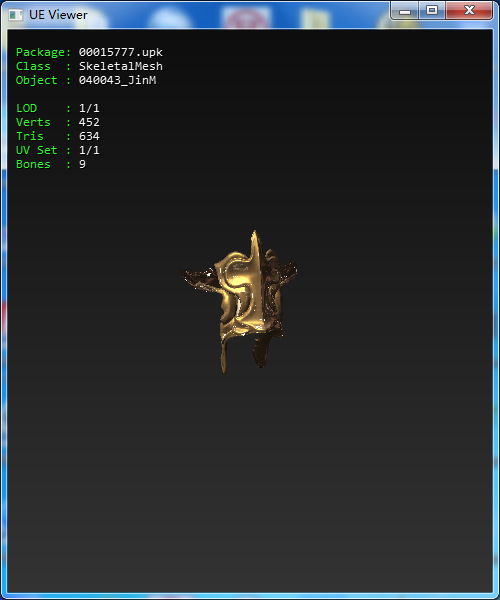 UE Viewer
Package: 00015777.upk
Class : SkeletalMesh
Object : 040043_JinM
LOD : 1/1
Verts : 452
Tris : 634
UV Set : 1/1
Bones : 9